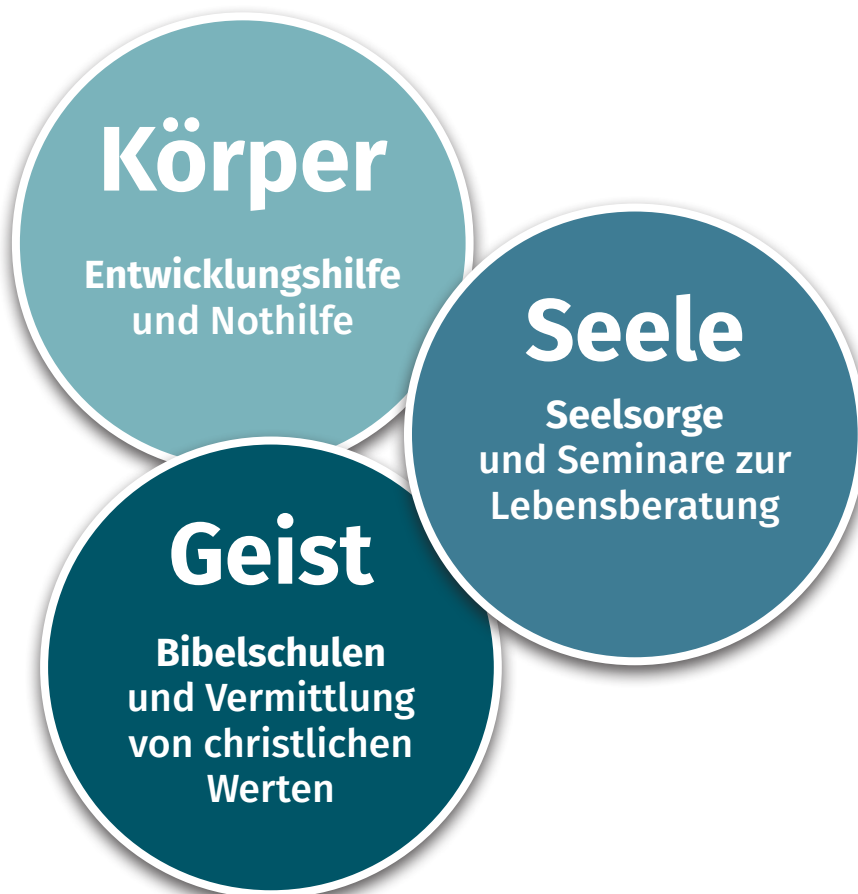 Körper
Entwicklungshilfe
und Nothilfe
Seele
Seelsorge
und Seminare zur
Lebensberatung
Geist
Bibelschulen
und Vermittlung
von christlichen
Werten